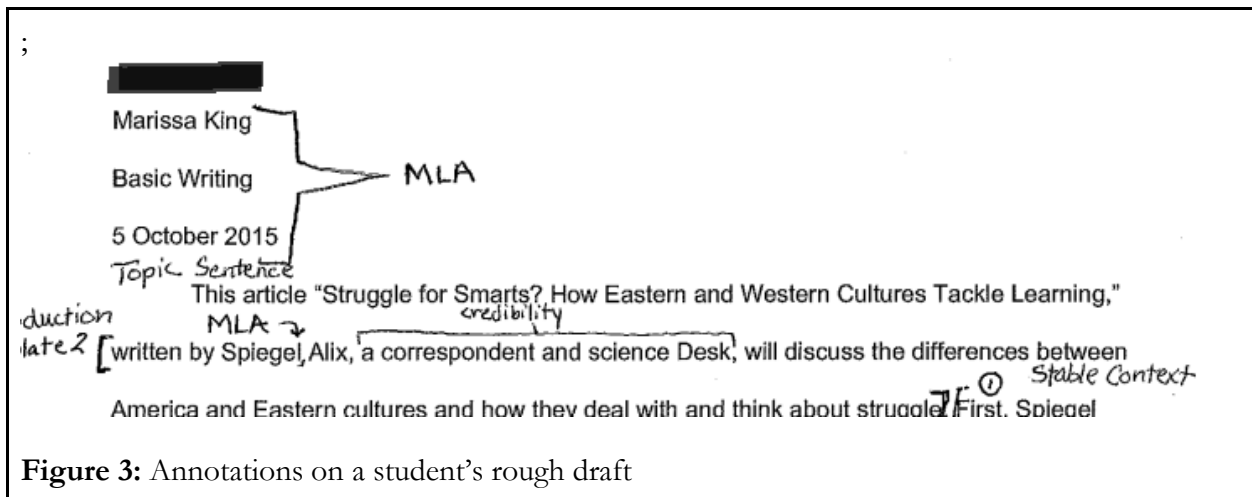 ;
Marissa King
Basic Writing
MLA
5 October 2015
Topic Sentence
This article “Struggle for Smarts? How Eastern and Western Cultures Tackle Learning,”
duction MLA credibility
late 2 [written by Spiegel, Alix, a correspondent and science Desk, will discuss the differences between
① Stable Context
America and Eastern cultures and how they deal with and think about struggle.] [First, Spiegel
Figure 3: Annotations on a student’s rough draft